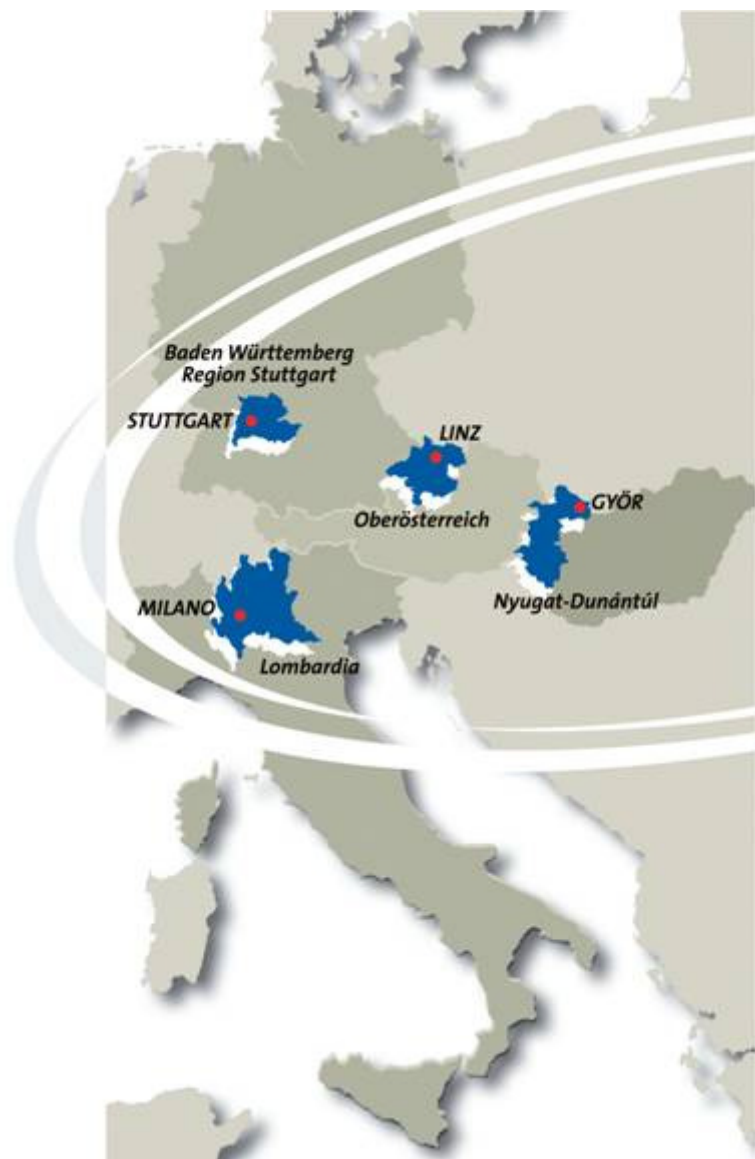 Baden Württemberg
Region Stuttgart
STUTTGART
LINZ
Oberösterreich
GYÖR
Nyugat-Dunántúl
MILANO
Lombardia